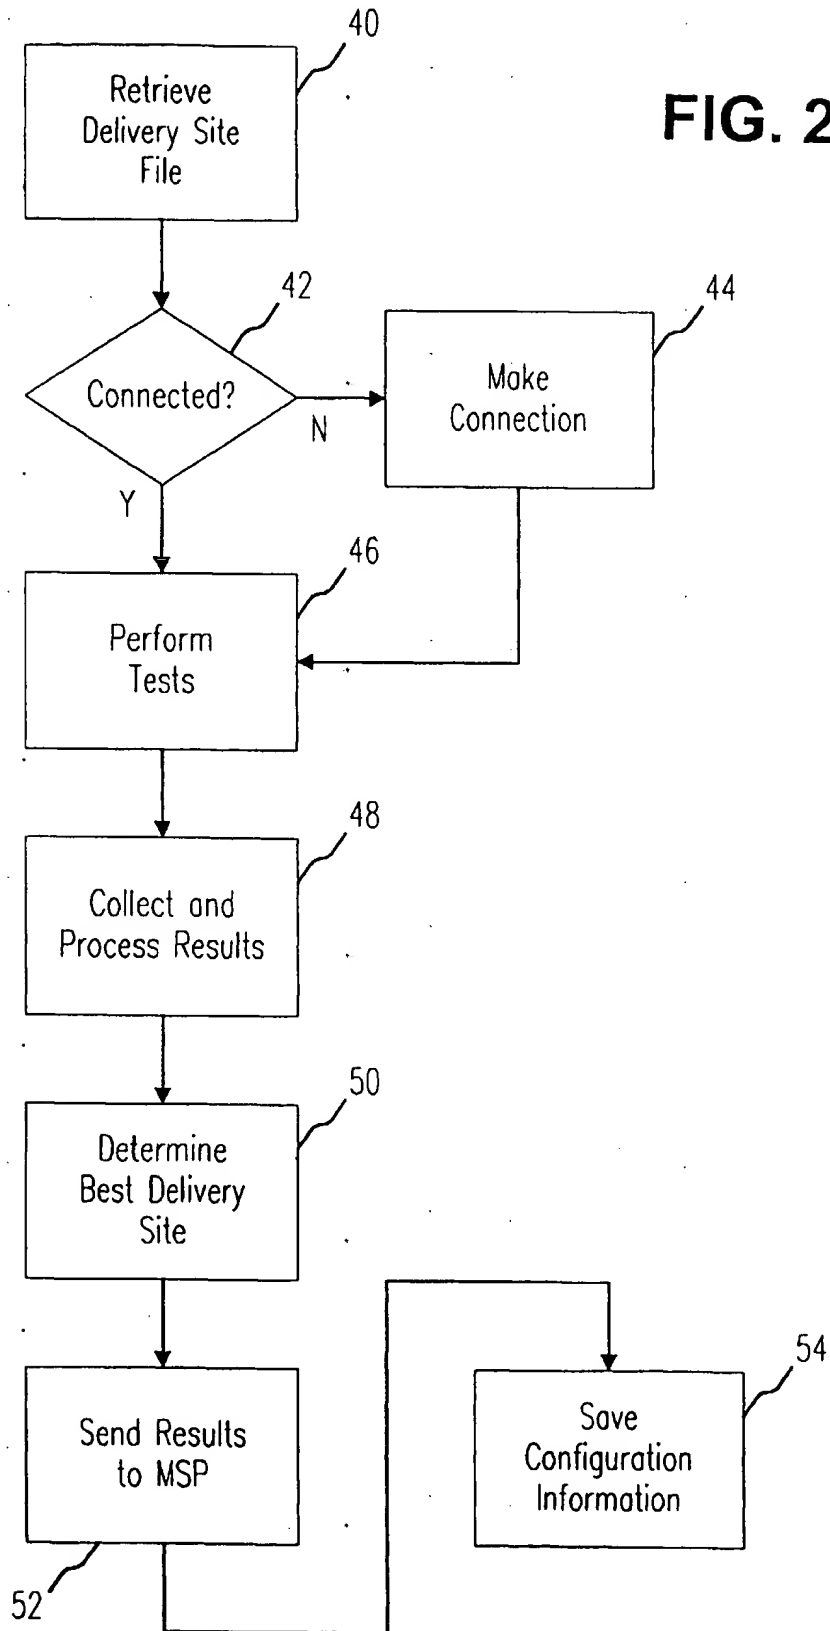 40
Retrieve
Delivery Site
File
FIG. 2
42
Connected?
N
Y
44
Make
Connection
46
Perform
Tests
48
Collect and
Process Results
50
Determine
Best Delivery
Site
Send Results
to MSP
52
54
Save
Configuration
Information